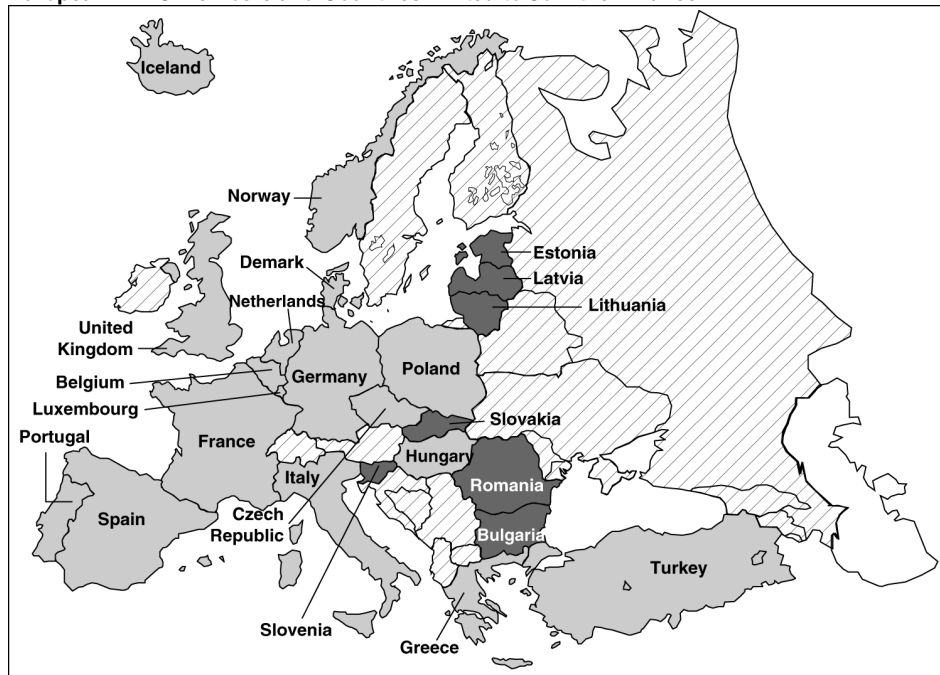 Iceland
Norway
Demark
Netherlands
United
Kingdom
Belgium
Luxembourg
Portugal
Spain
France
Germany
Italy
Czech
Republic
Slovenia
Greece
Poland
Estonia
Latvia
Lithuania
Slovakia
Hungary
Romania
Bulgaria
Turkey